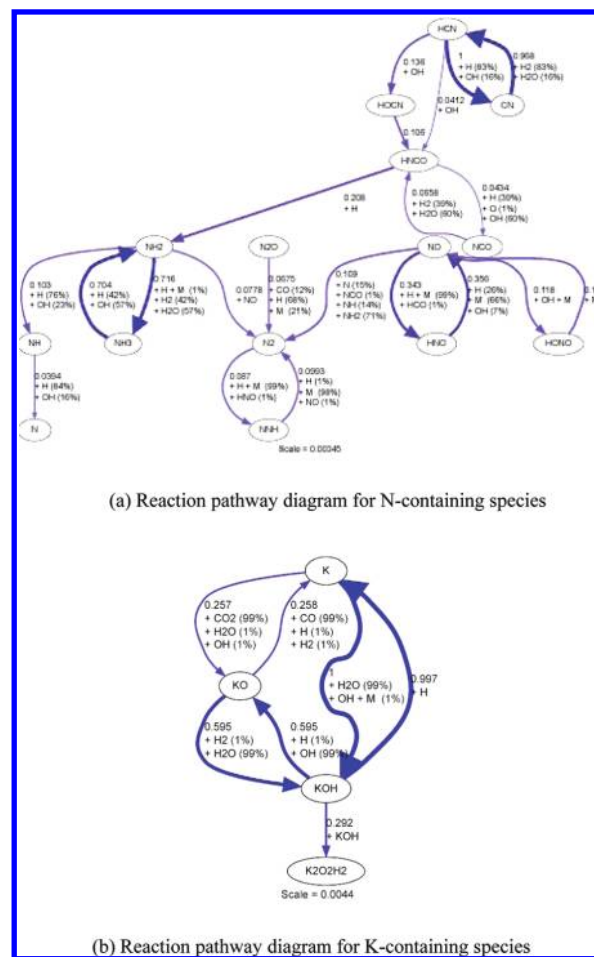 HCN
0.136
+ OH
1
+ H (83%)
+ OH (16%)
0.968
+ H2 (83%)
+ H2O (16%)
HOCN
0.0412
+ OH
CN
0.106
HNCO
0.208
+ H
0.0658
+ H2 (39%)
+ H2O (60%)
0.0434
+ H (39%)
+ O (1%)
+ OH (60%)
NH2
N2O
NO
NCO
0.103
+ H (76%)
+ OH (23%)
0.704
+ H (42%)
+ OH (57%)
0.716
+ H + M (1%)
+ H2 (42%)
+ H2O (57%)
0.0778
+ NO
0.0675
+ CO (12%)
+ H (68%)
+ M (21%)
0.109
+ N (15%)
+ NCO (1%)
+ NH (14%)
+ NH2 (71%)
0.343
+ H + M (99%)
+ HCO (1%)
0.356
+ H (26%)
+ M (66%)
+ OH (7%)
0.118
+ OH + M
NH
NH3
N2
HNO
HONO
0.0394
+ H (84%)
+ OH (16%)
0.087
+ H + M (99%)
+ HNO (1%)
0.0993
+ H (1%)
+ M (98%)
+ NO (1%)
N
NNH
Scale = 0.00045
(a) Reaction pathway diagram for N-containing species
K
0.257
+ CO2 (99%)
+ H2O (1%)
+ OH (1%)
0.258
+ CO (99%)
+ H (1%)
+ H2 (1%)
1
+ H2O (99%)
+ OH + M (1%)
0.997
+ H
KO
0.595
+ H2 (1%)
+ H2O (99%)
0.595
+ H (1%)
+ OH (99%)
KOH
0.292
+ KOH
K2O2H2
Scale = 0.0044
(b) Reaction pathway diagram for K-containing species